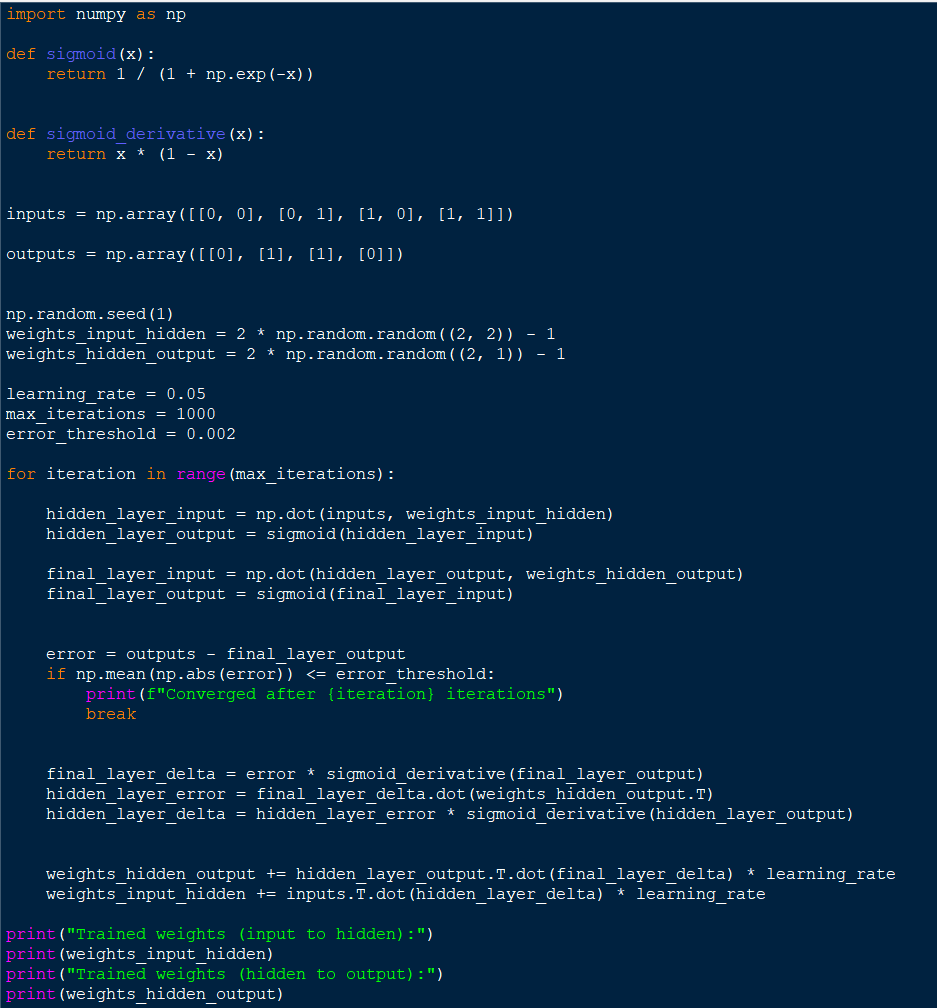 import numpy as np
def sigmoid(x):
    return 1 / (1 + np.exp(-x))
def sigmoid_derivative(x):
    return x * (1 - x)
inputs = np.array([[0, 0], [0, 1], [1, 0], [1, 1]])
outputs = np.array([[0], [1], [1], [0]])
np.random.seed(1)
weights_input_hidden = 2 * np.random.random((2, 2)) - 1
weights_hidden_output = 2 * np.random.random((2, 1)) - 1
learning_rate = 0.05
max_iterations = 1000
error_threshold = 0.002
for iteration in range(max_iterations):
    hidden_layer_input = np.dot(inputs, weights_input_hidden)
    hidden_layer_output = sigmoid(hidden_layer_input)
    final_layer_input = np.dot(hidden_layer_output, weights_hidden_output)
    final_layer_output = sigmoid(final_layer_input)
    error = outputs - final_layer_output
    if np.mean(np.abs(error)) <= error_threshold:
        print(f"Converged after {iteration} iterations")
        break
    final_layer_delta = error * sigmoid_derivative(final_layer_output)
    hidden_layer_error = final_layer_delta.dot(weights_hidden_output.T)
    hidden_layer_delta = hidden_layer_error * sigmoid_derivative(hidden_layer_output)
    weights_hidden_output += hidden_layer_output.T.dot(final_layer_delta) * learning_rate
    weights_input_hidden += inputs.T.dot(hidden_layer_delta) * learning_rate
print("Trained weights (input to hidden):")
print(weights_input_hidden)
print("Trained weights (hidden to output):")
print(weights_hidden_output)